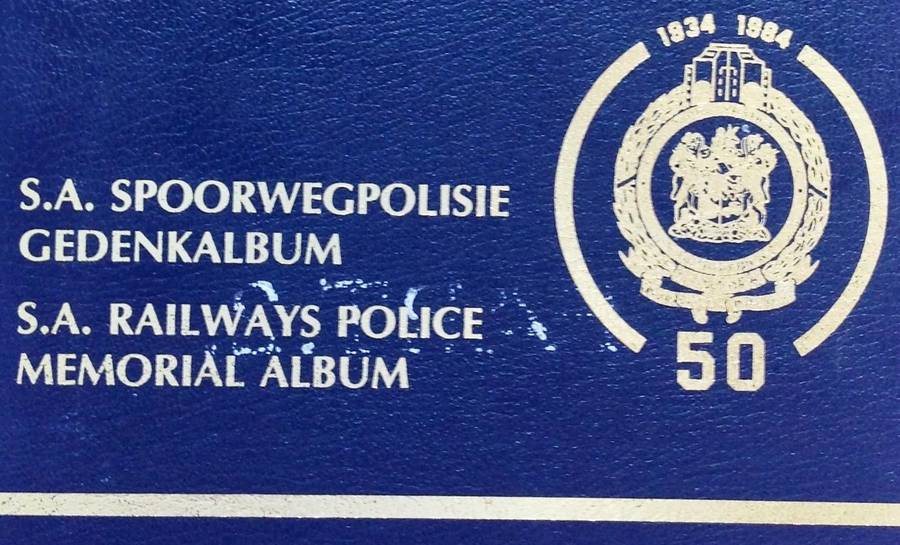 S.A. SPOORWEGPOLISIE
GEDENKALBUM
S.A. RAILWAYS POLICE
MEMORIAL ALBUM
1934 1984
50